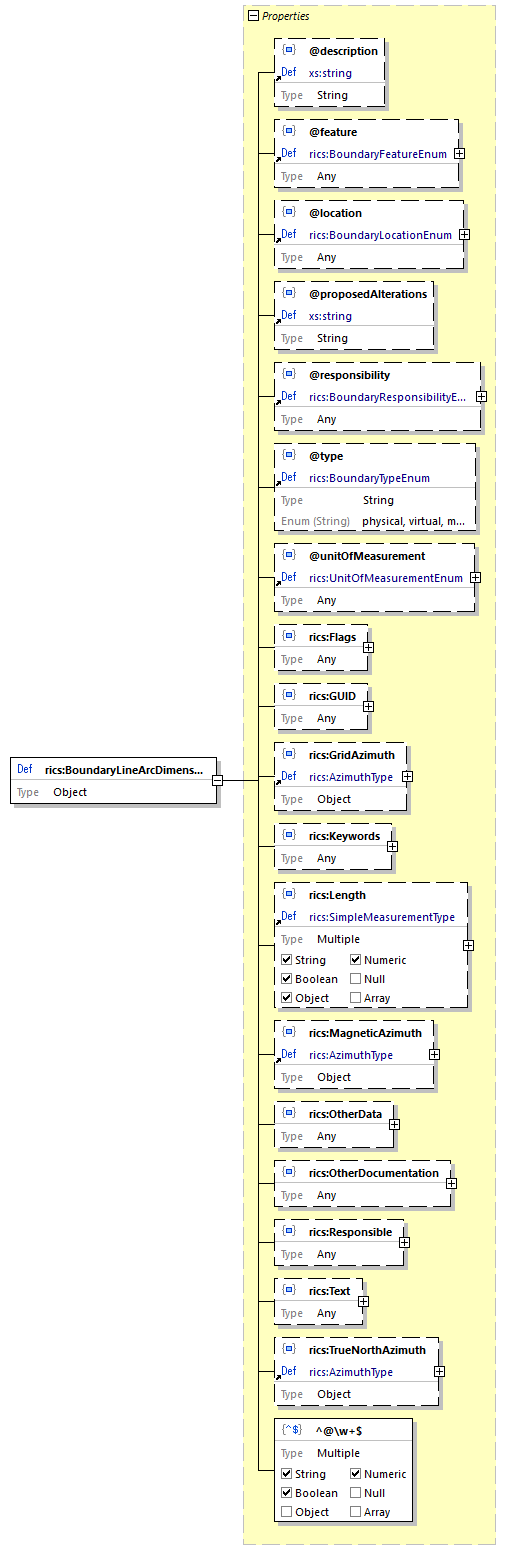 Properties
@description
Def xs:string
Type String
@feature
Def rics:BoundaryFeatureEnum
Type Any
@location
Def rics:BoundaryLocationEnum
Type Any
@proposedAlterations
Def xs:string
Type String
@responsibility
Def rics:BoundaryResponsibilityE...
Type Any
@type
Def rics:BoundaryTypeEnum
Type String
Enum (String) physical, virtual, m...
@unitOfMeasurement
Def rics:UnitOfMeasurementEnum
Type Any
rics:Flags
Type Any
rics:GUID
Type Any
Def rics:BoundaryLineArcDimens...
Type Object
rics:GridAzimuth
Def rics:AzimuthType
Type Object
rics:Keywords
Type Any
rics:Length
Def rics:SimpleMeasurementType
Type Multiple
String Numeric
Boolean Null
Object Array
rics:MagneticAzimuth
Def rics:AzimuthType
Type Object
rics:OtherData
Type Any
rics:OtherDocumentation
Type Any
rics:Responsible
Type Any
rics:Text
Type Any
rics:TrueNorthAzimuth
Def rics:AzimuthType
Type Object
{^$} ^@\w+$
Type Multiple
String Numeric
Boolean Null
Object Array